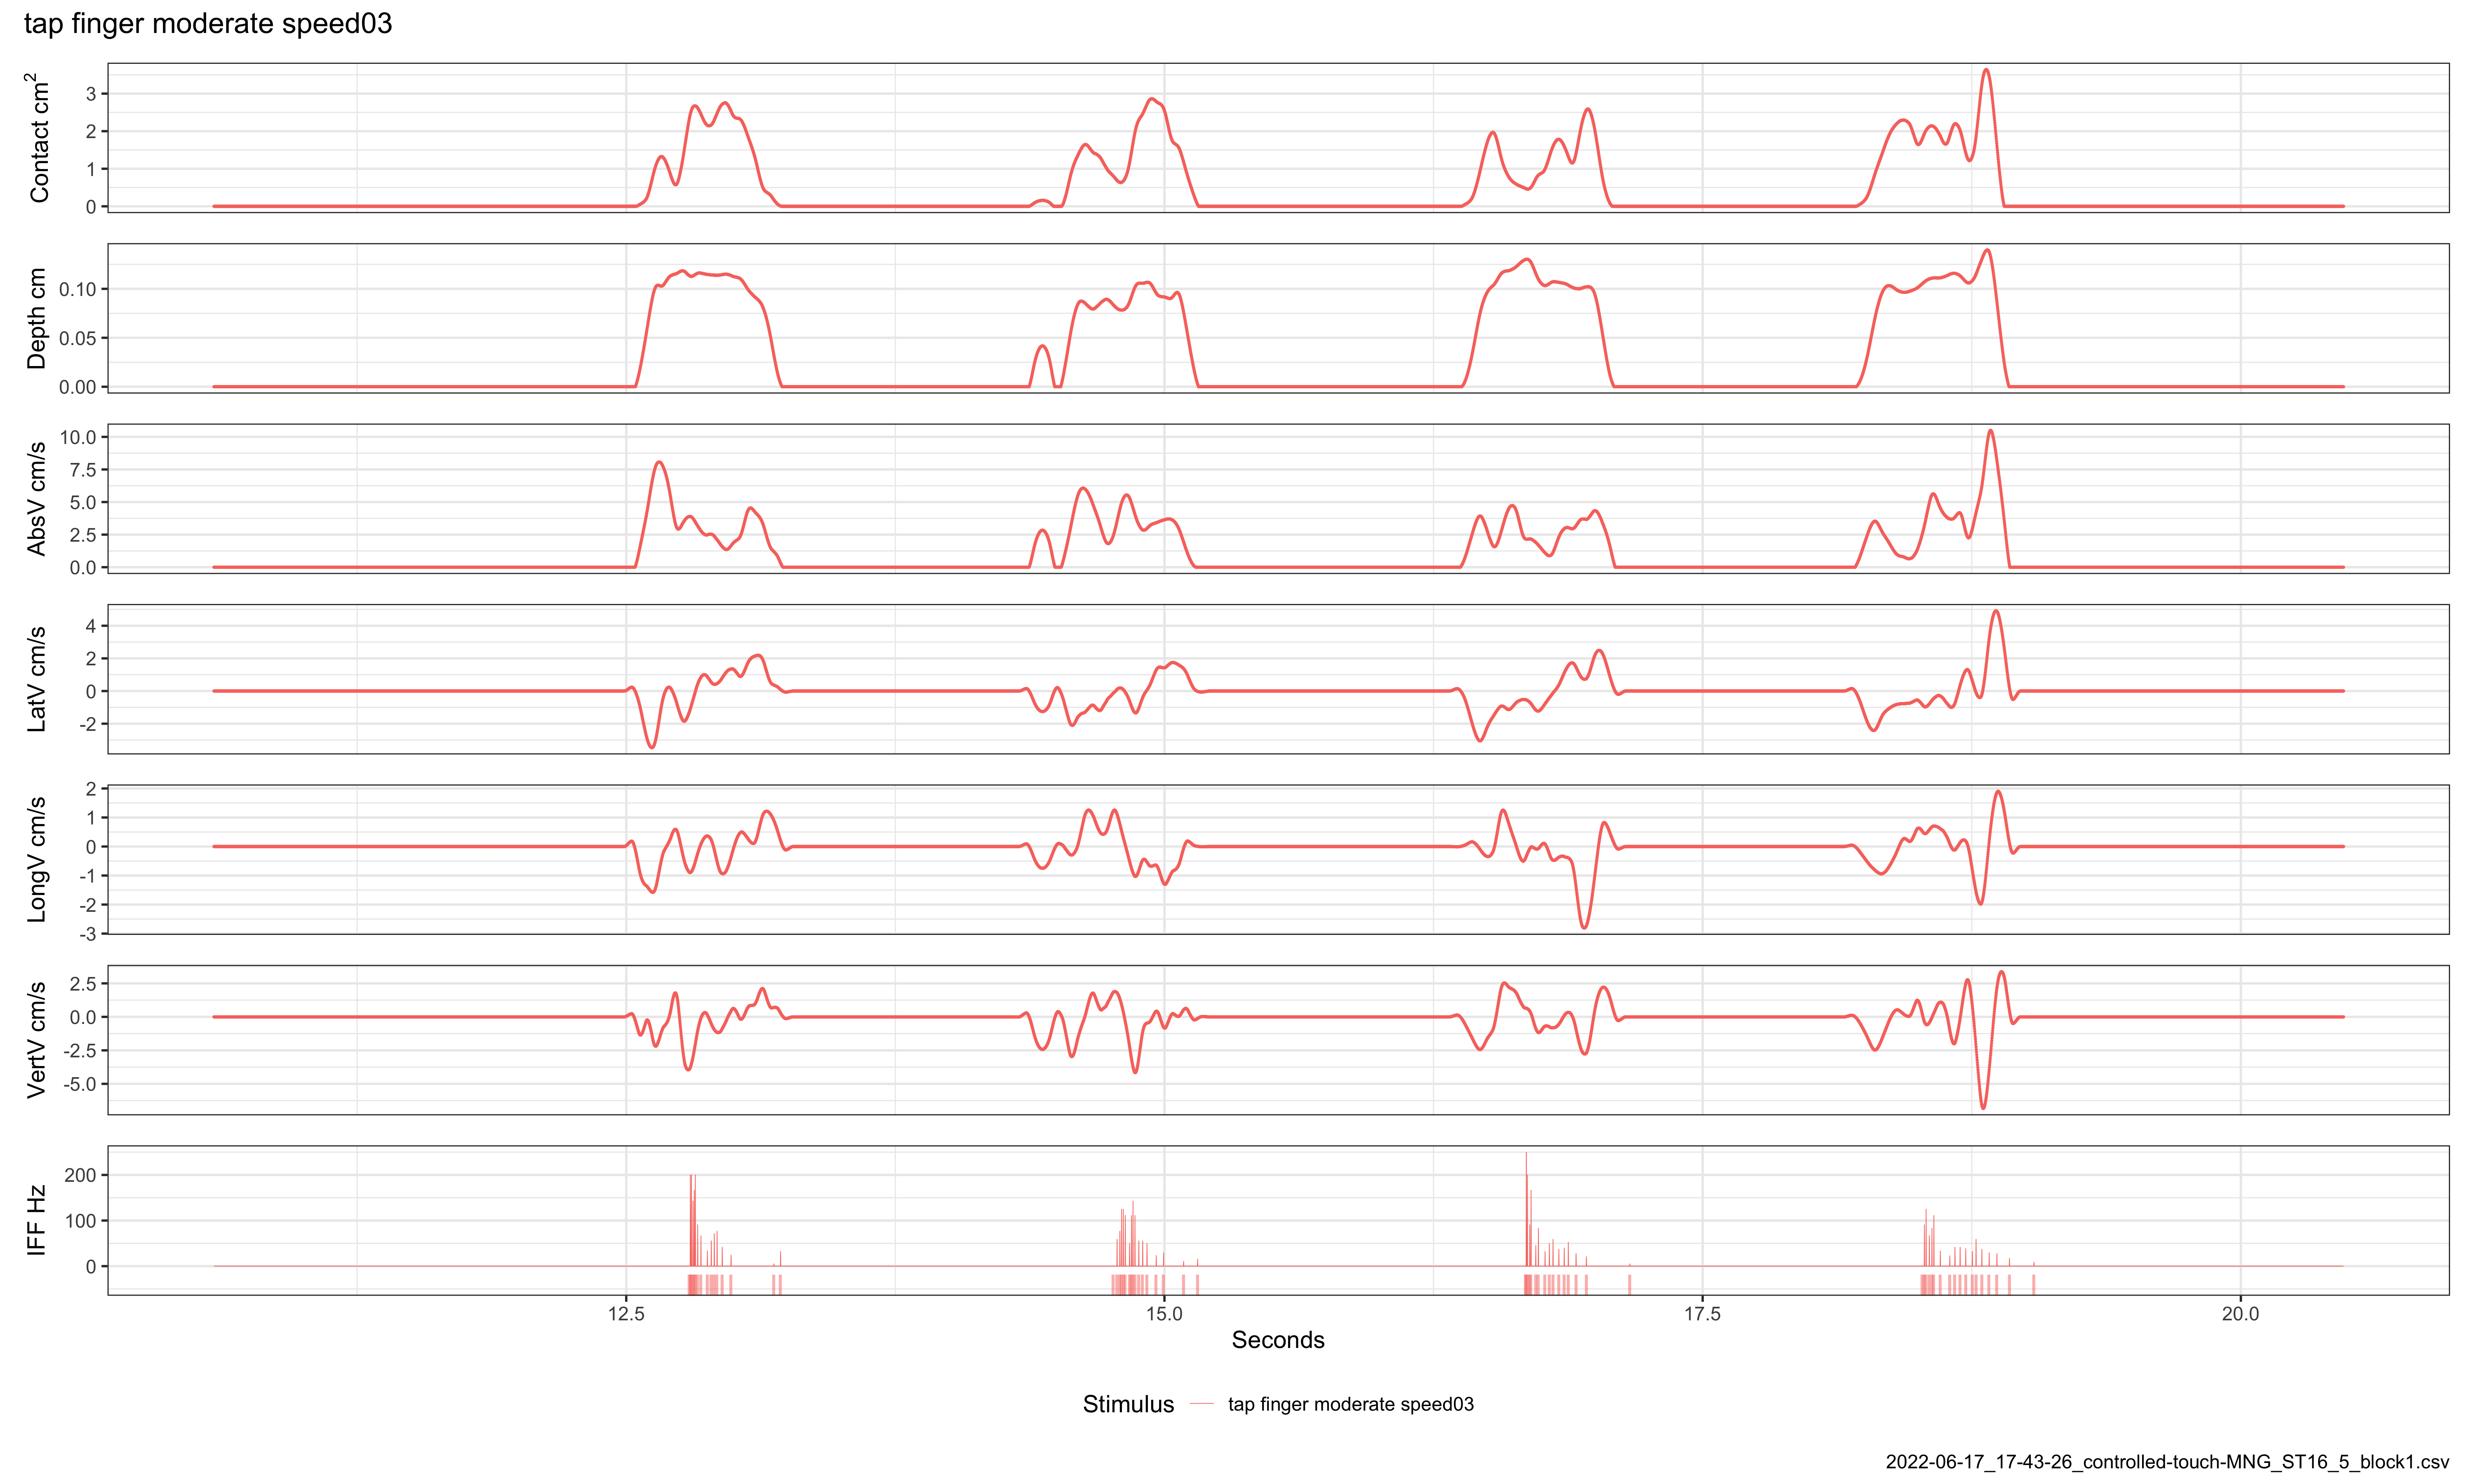 tap finger moderate speed03
Contact cm²
3
2
1
0
Depth cm
0.10
0.05
0.00
AbsV cm/s
10.0
7.5
5.0
2.5
0.0
LatV cm/s
4
2
0
-2
LongV cm/s
2
1
0
-1
-2
-3
VertV cm/s
2.5
0.0
-2.5
-5.0
IFF Hz
200
100
0
12.5 15.0 17.5 20.0
Seconds
Stimulus tap finger moderate speed03
2022-06-17_17-43-26_controlled-touch-MNG_ST16_5_block1.csv